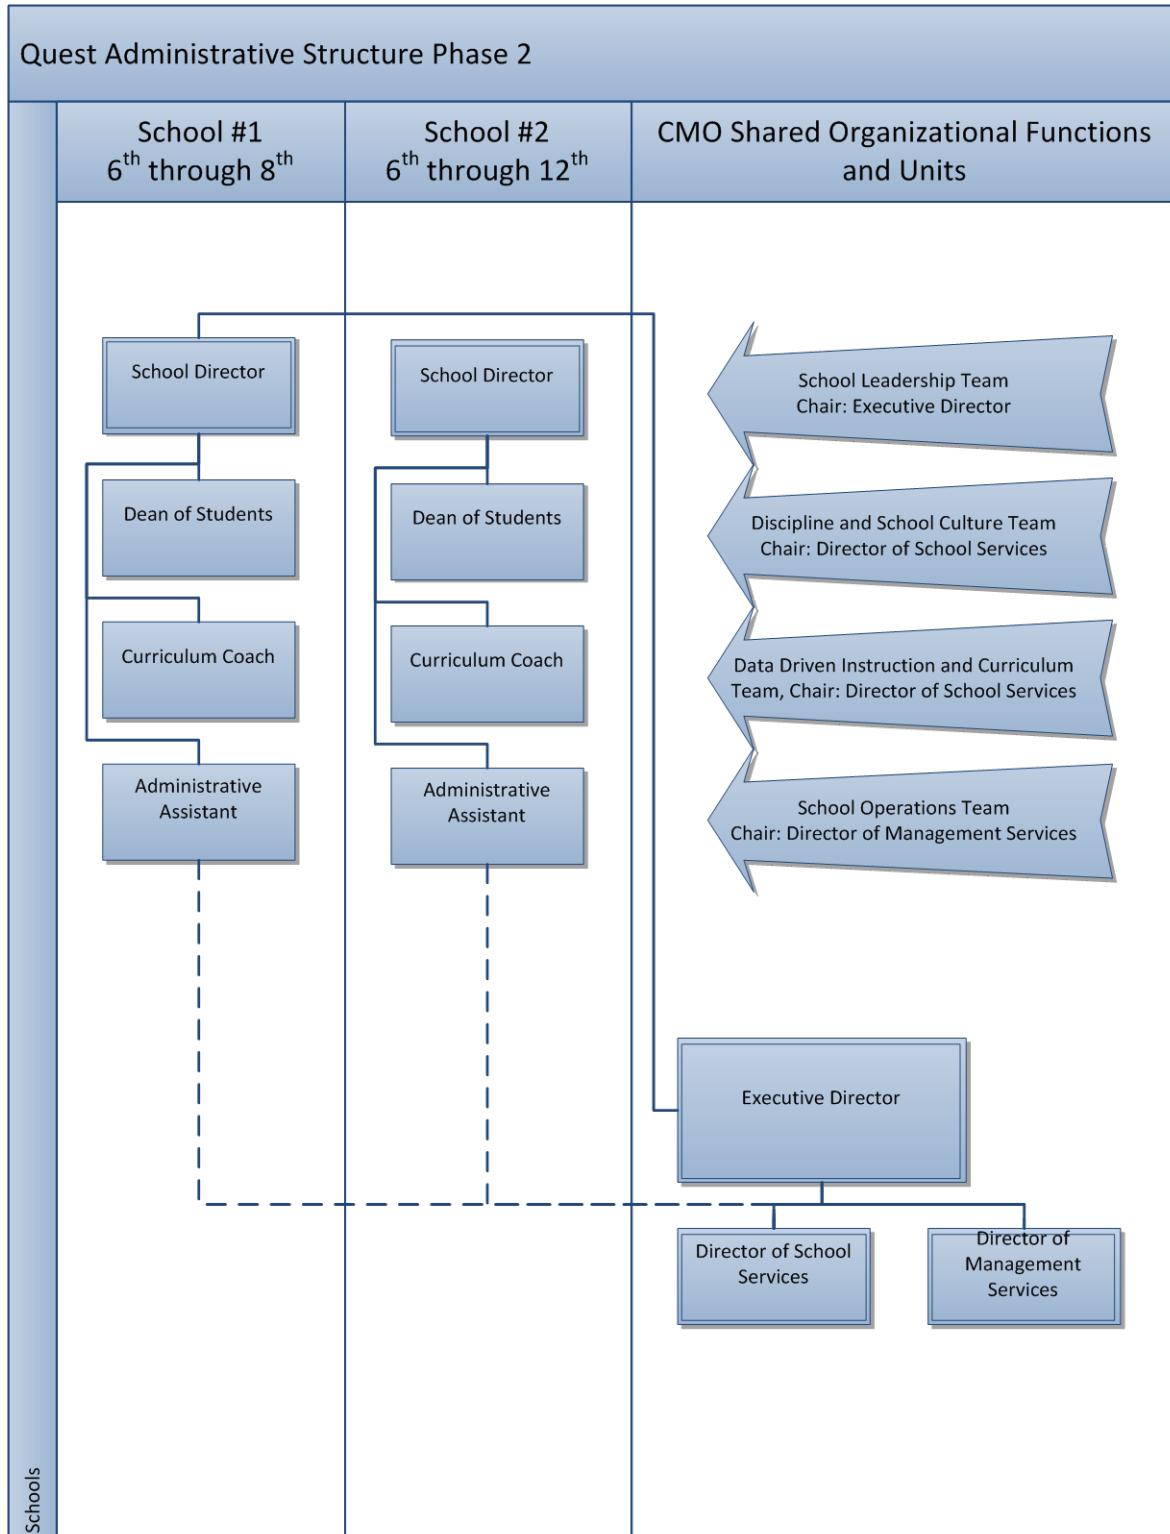 Quest Administrative Structure Phase 2
School #1
6th through 8th
School #2
6th through 12th
CMO Shared Organizational Functions
and Units
School Director
Dean of Students
Curriculum Coach
Administrative
Assistant
School Director
Dean of Students
Curriculum Coach
Administrative
Assistant
School Leadership Team
Chair: Executive Director
Discipline and School Culture Team
Chair: Director of School Services
Data Driven Instruction and Curriculum
Team, Chair: Director of School Services
School Operations Team
Chair: Director of Management Services
Executive Director
Director of School
Services
Director of
Management
Services
Schools